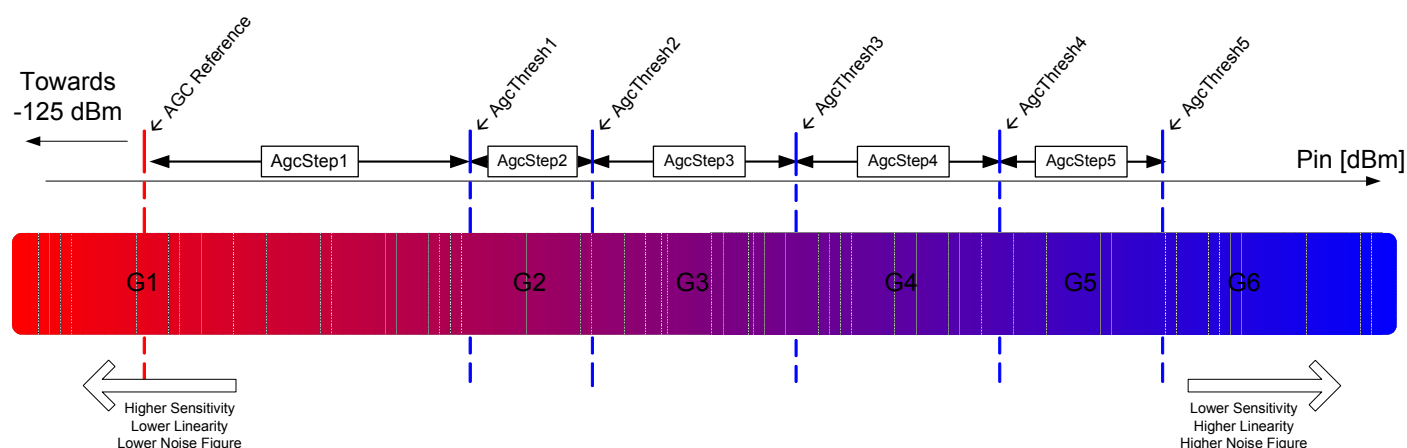 Towards
-125 dBm
← AGC Reference
← AgcThresh1
← AgcThresh2
← AgcThresh3
← AgcThresh4
← AgcThresh5
AgcStep1
AgcStep2
AgcStep3
AgcStep4
AgcStep5
Pin [dBm]
G1
G2
G3
G4
G5
G6
Higher Sensitivity
Lower Linearity
Lower Noise Figure
Lower Sensitivity
Higher Linearity
Higher Noise Figure